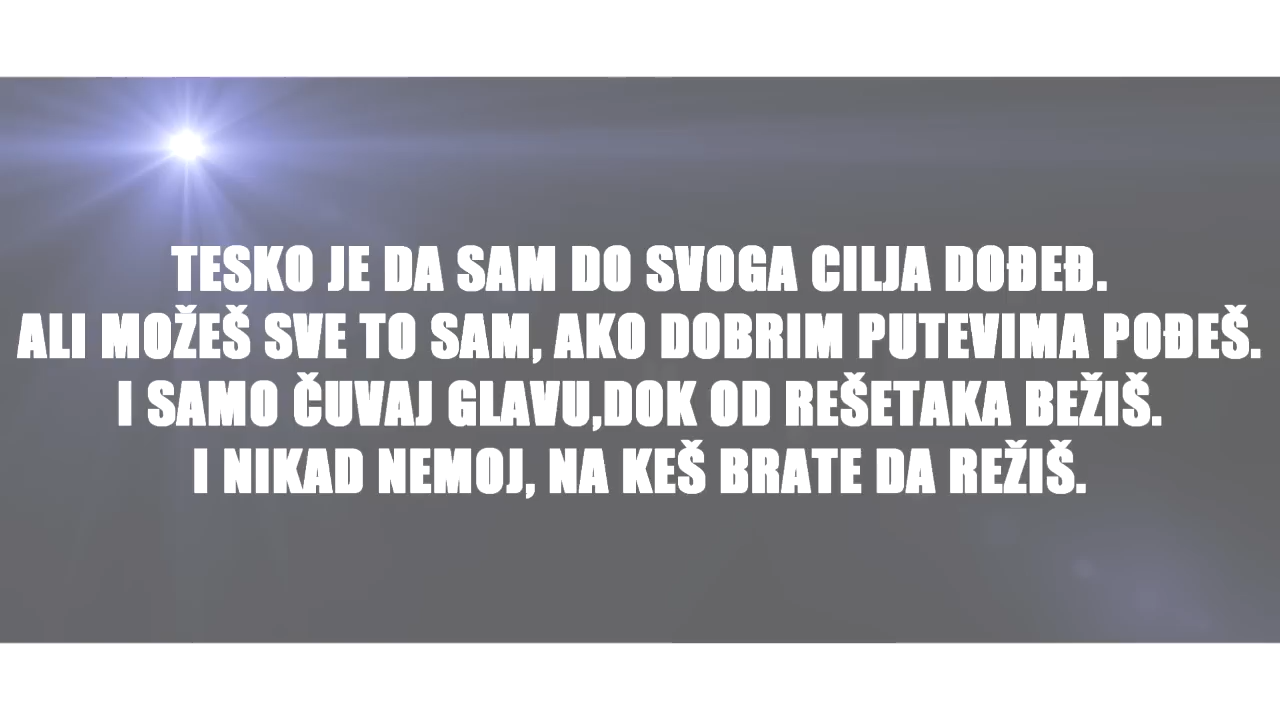 TESKO JE DA SAM DO SVOGA CILJA DOĐEĐ.
ALI MOŽEŠ SVE TO SAM, AKO DOBRIM PUTEVIMA POĐEŠ.
I SAMO ČUVAJ GLAVU,DOK OD REŠETAKA BEŽIŠ.
I NIKAD NEMOJ, NA KEŠ BRATE DA REŽIŠ.